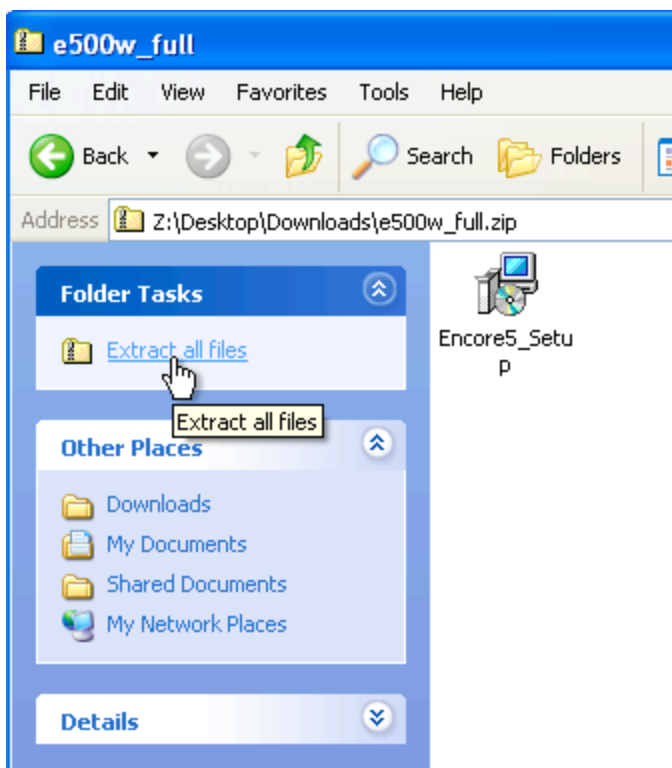 e500w_full
File Edit View Favorites Tools Help
Back Search Folders
Address Z:\Desktop\Downloads\e500w_full.zip
Folder Tasks
Extract all files
Extract all files
Other Places
Downloads
My Documents
Shared Documents
My Network Places
Details
Encore5_Setu
p